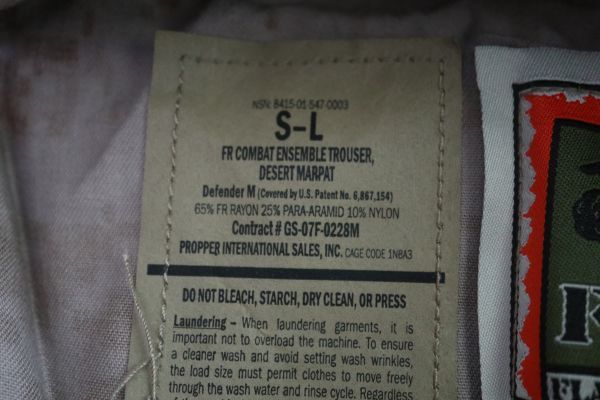 NSN: 8415-01-547-0003
S-L
FR COMBAT ENSEMBLE TROUSER,
DESERT MARPAT
Defender M (Covered by U.S. Patent No. 6,867,154)
65% FR RAYON 25% PARA-ARAMID 10% NYLON
Contract # GS-07F-0228M
PROPPER INTERNATIONAL SALES, INC. CAGE CODE 1NBA3
DO NOT BLEACH, STARCH, DRY CLEAN, OR PRESS
Laundering – When laundering garments, it is
important not to overload the machine. To ensure
a cleaner wash and avoid setting wash wrinkles,
the load size must permit clothes to move freely
through the wash water and rinse cycle. Regardless